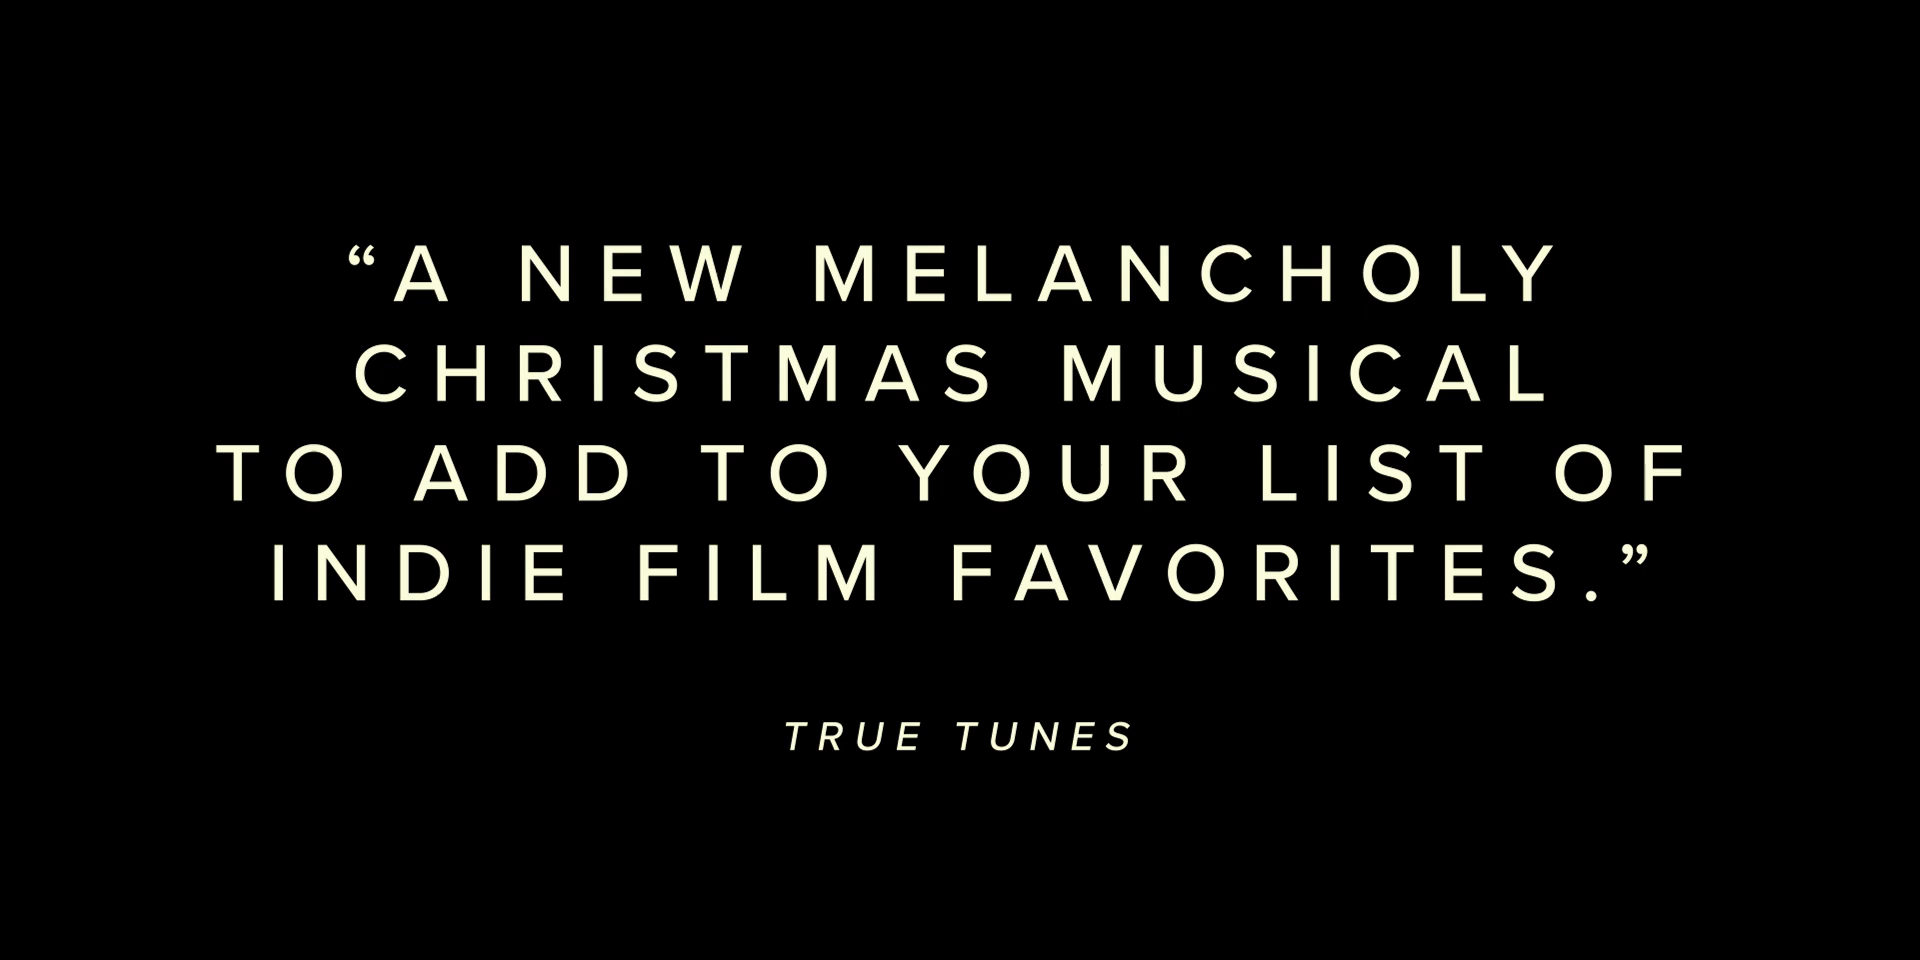 “A NEW MELANCHOLY
CHRISTMAS MUSICAL
TO ADD TO YOUR LIST OF
INDIE FILM FAVORITES.”
TRUE TUNES